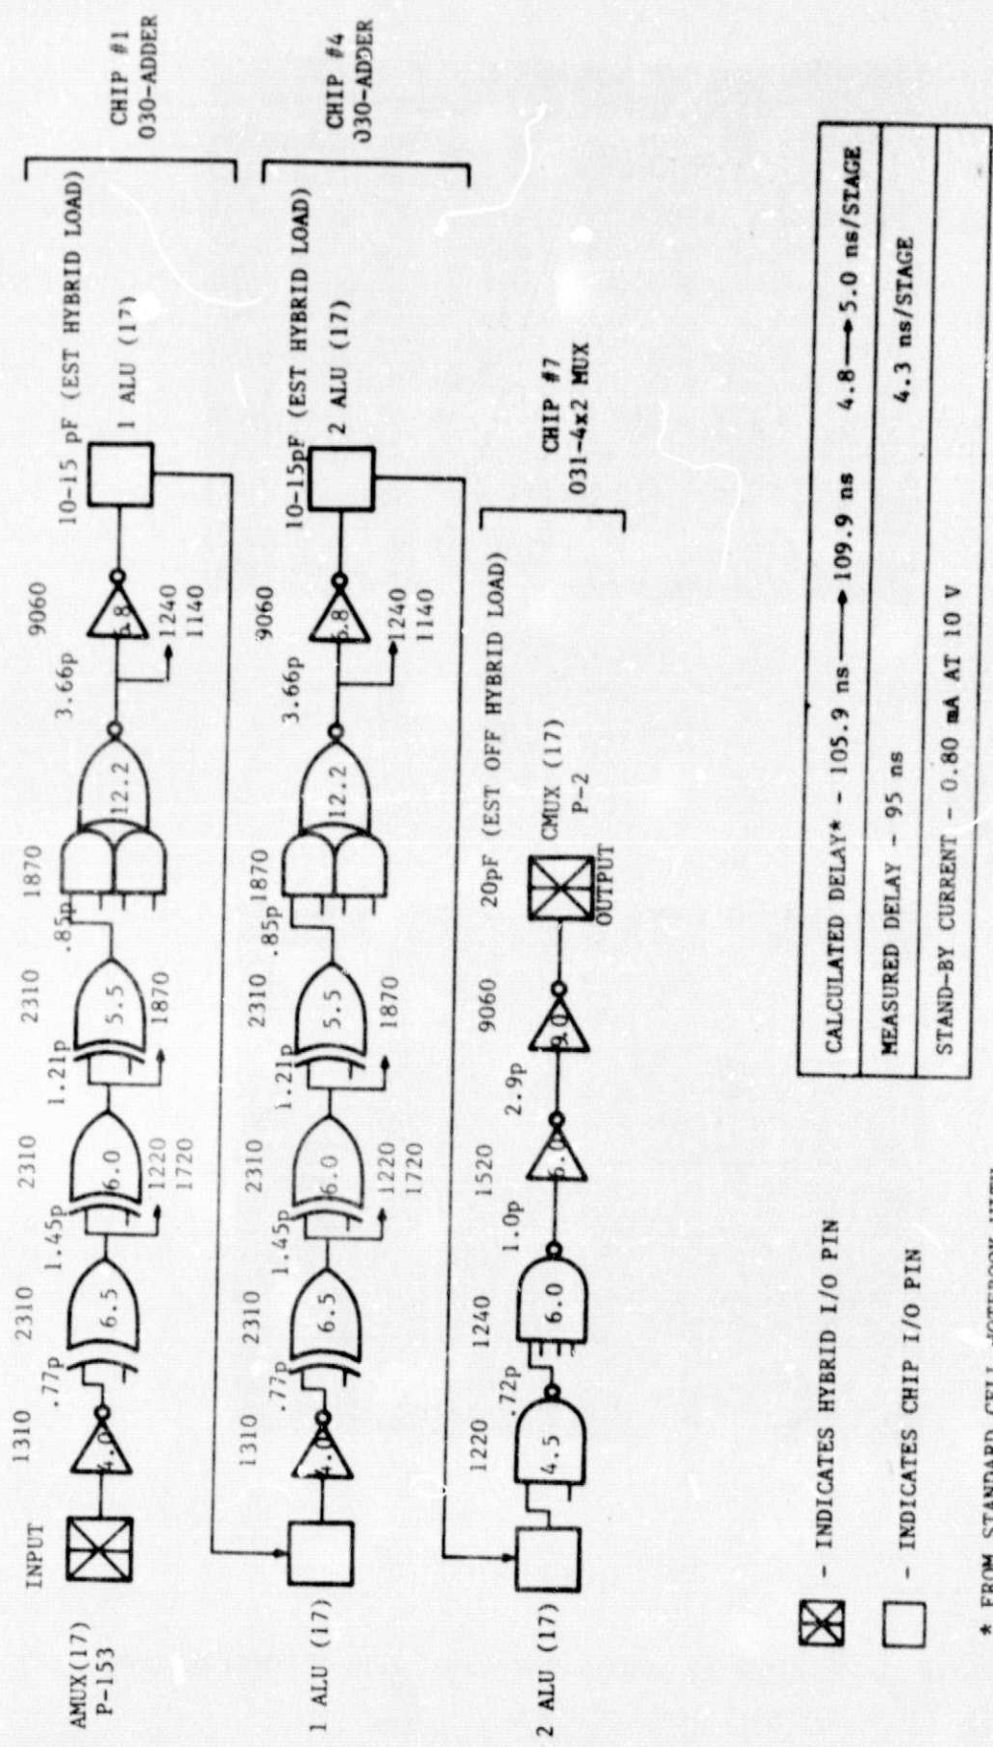 INPUT
AMUX(17)
P-153
1310
4.0
.77p
2310
6.5
1.45p
1220
1720
2310
6.0
1.21p
1870
2310
5.5
.85p
1870
12.2
3.66p
1240
1140
9060
10-15 pF (EST HYBRID LOAD)
1 ALU (17)
CHIP #1
030-ADDER
1 ALU (17)
1310
4.0
.77p
2310
6.5
1.45p
1220
1720
2310
6.0
1.21p
1870
2310
5.5
.85p
1870
12.2
3.66p
1240
1140
9060
10-15pF (EST HYBRID LOAD)
2 ALU (17)
CHIP #4
030-ADDER
2 ALU (17)
1220
4.5
.72p
1240
6.0
1.0p
1520
6.0
2.9p
9060
9.0
20pF (EST OFF HYBRID LOAD)
CMUX (17)
P-2
OUTPUT
CHIP #7
031-4x2 MUX
- INDICATES HYBRID I/O PIN
- INDICATES CHIP I/O PIN
* FROM STANDARD CELL
CALCULATED DELAY* - 105.9 ns 109.9 ns 4.8 5.0 ns/STAGE
MEASURED DELAY - 95 ns 4.3 ns/STAGE
STAND-BY CURRENT - 0.80 mA AT 10 V